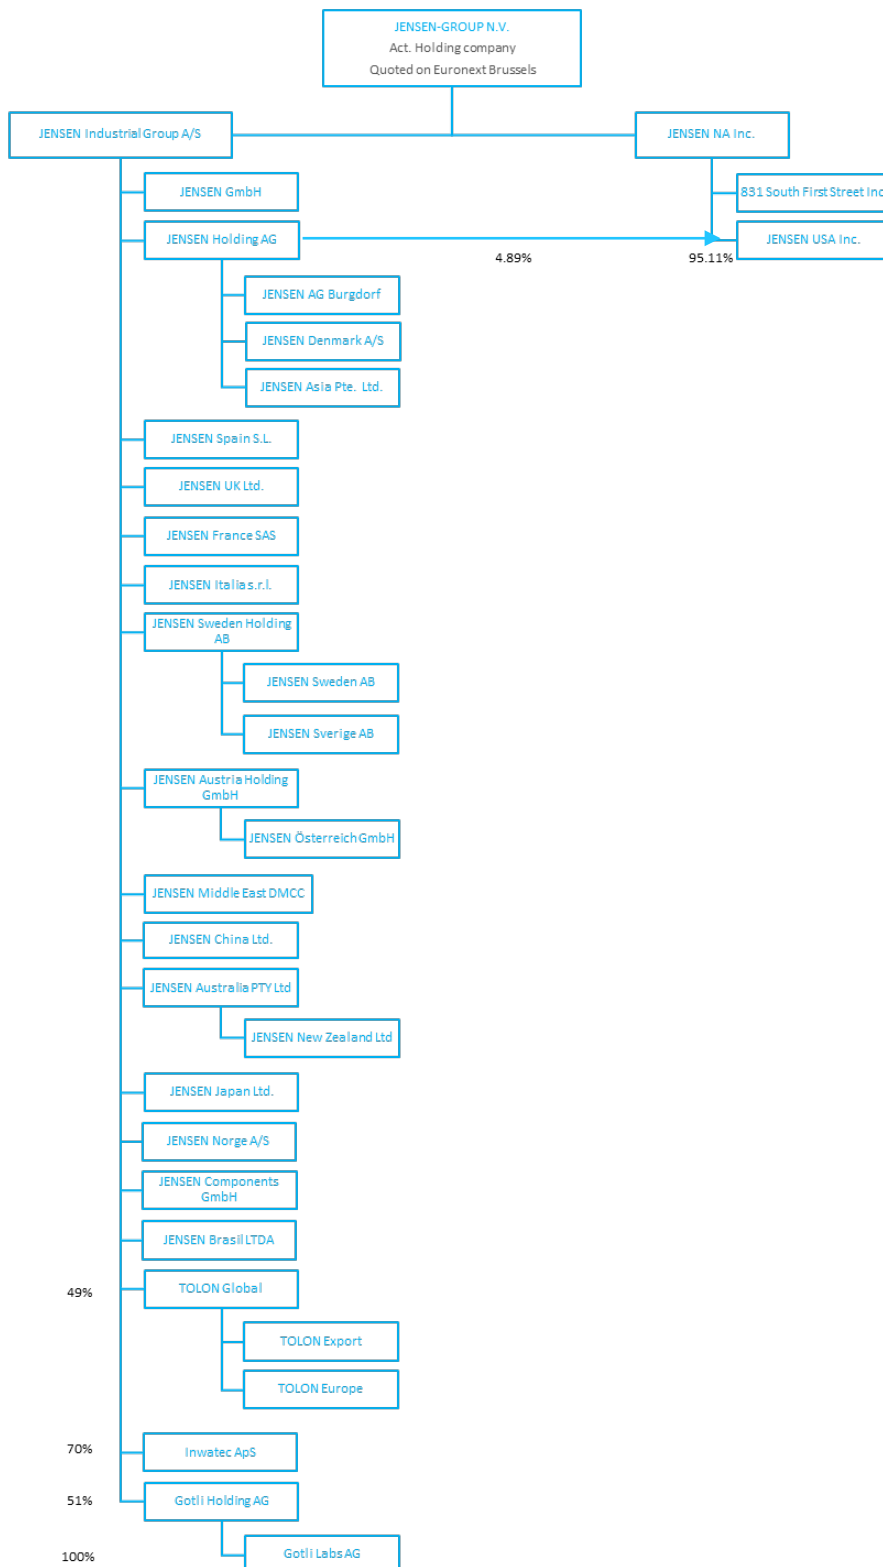 JENSEN-GROUP N.V.
Act. Holding company
Quoted on Euronext Brussels
JENSEN Industrial Group A/S
JENSEN NA Inc.
JENSEN GmbH
831 South First Street Inc
JENSEN Holding AG
JENSEN USA Inc.
4.89%
95.11%
JENSEN AG Burgdorf
JENSEN Denmark A/S
JENSEN Asia Pte. Ltd.
JENSEN Spain S.L.
JENSEN UK Ltd.
JENSEN France SAS
JENSEN Italia s.r.l.
JENSEN Sweden Holding
AB
JENSEN Sweden AB
JENSEN Sverige AB
JENSEN Austria Holding
GmbH
JENSEN Österreich GmbH
JENSEN Middle East DMCC
JENSEN China Ltd.
JENSEN Australia PTY Ltd
JENSEN New Zealand Ltd
JENSEN Japan Ltd.
JENSEN Norge A/S
JENSEN Components
GmbH
JENSEN Brasil LTDA
49%
TOLON Global
TOLON Export
TOLON Europe
70%
Inwatec ApS
51%
Gotli Holding AG
100%
Gotli Labs AG